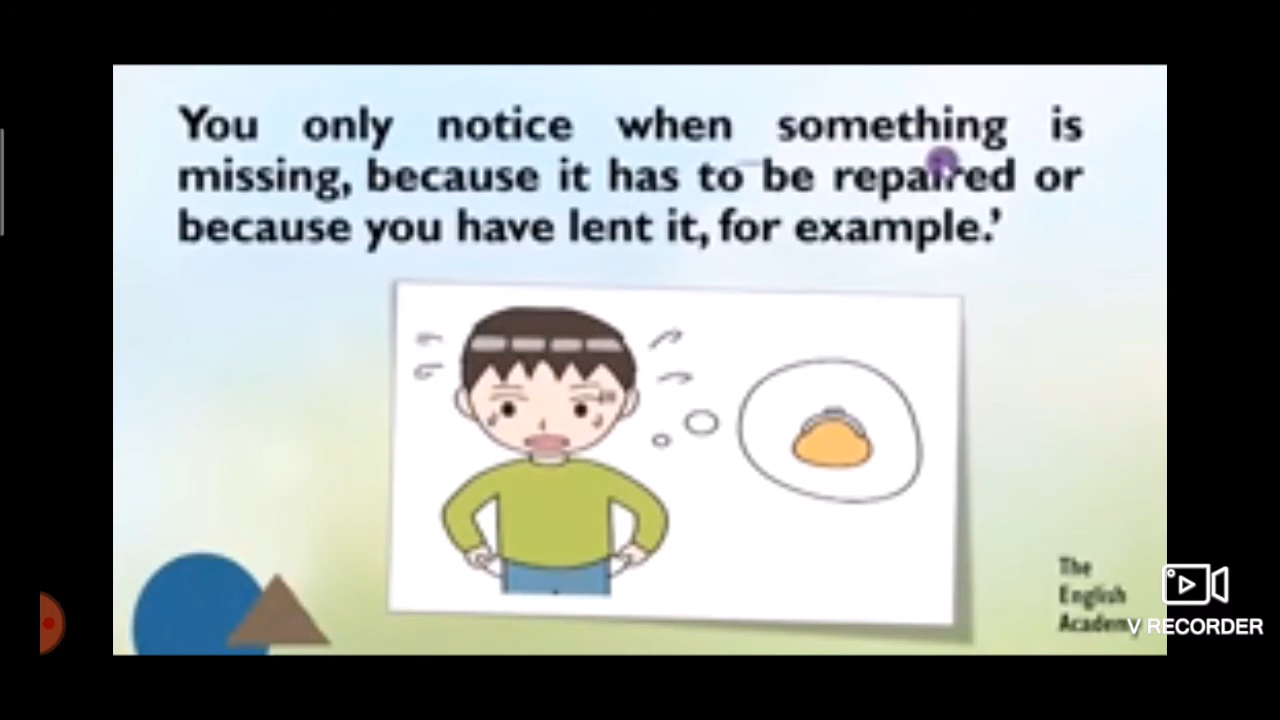 You only notice when something is
missing, because it has to be repaired or
because you have lent it, for example.’
The
English
Academy
V RECORDER